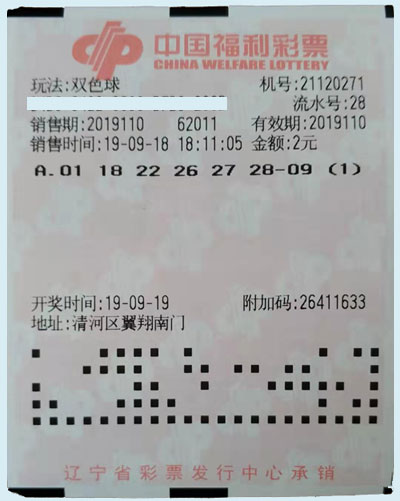 中国福利彩票
CHINA WELFARE LOTTERY
玩法:双色球 机号:21120271
流水号:28
销售期:2019110 62011 有效期:2019110
销售时间:19-09-18 18:11:05 金额:2元
A.01 18 22 26 27 28-09 (1)
开奖时间:19-09-19 附加码:26411633
地址:清河区翼翔南门
辽宁省彩票发行中心承销